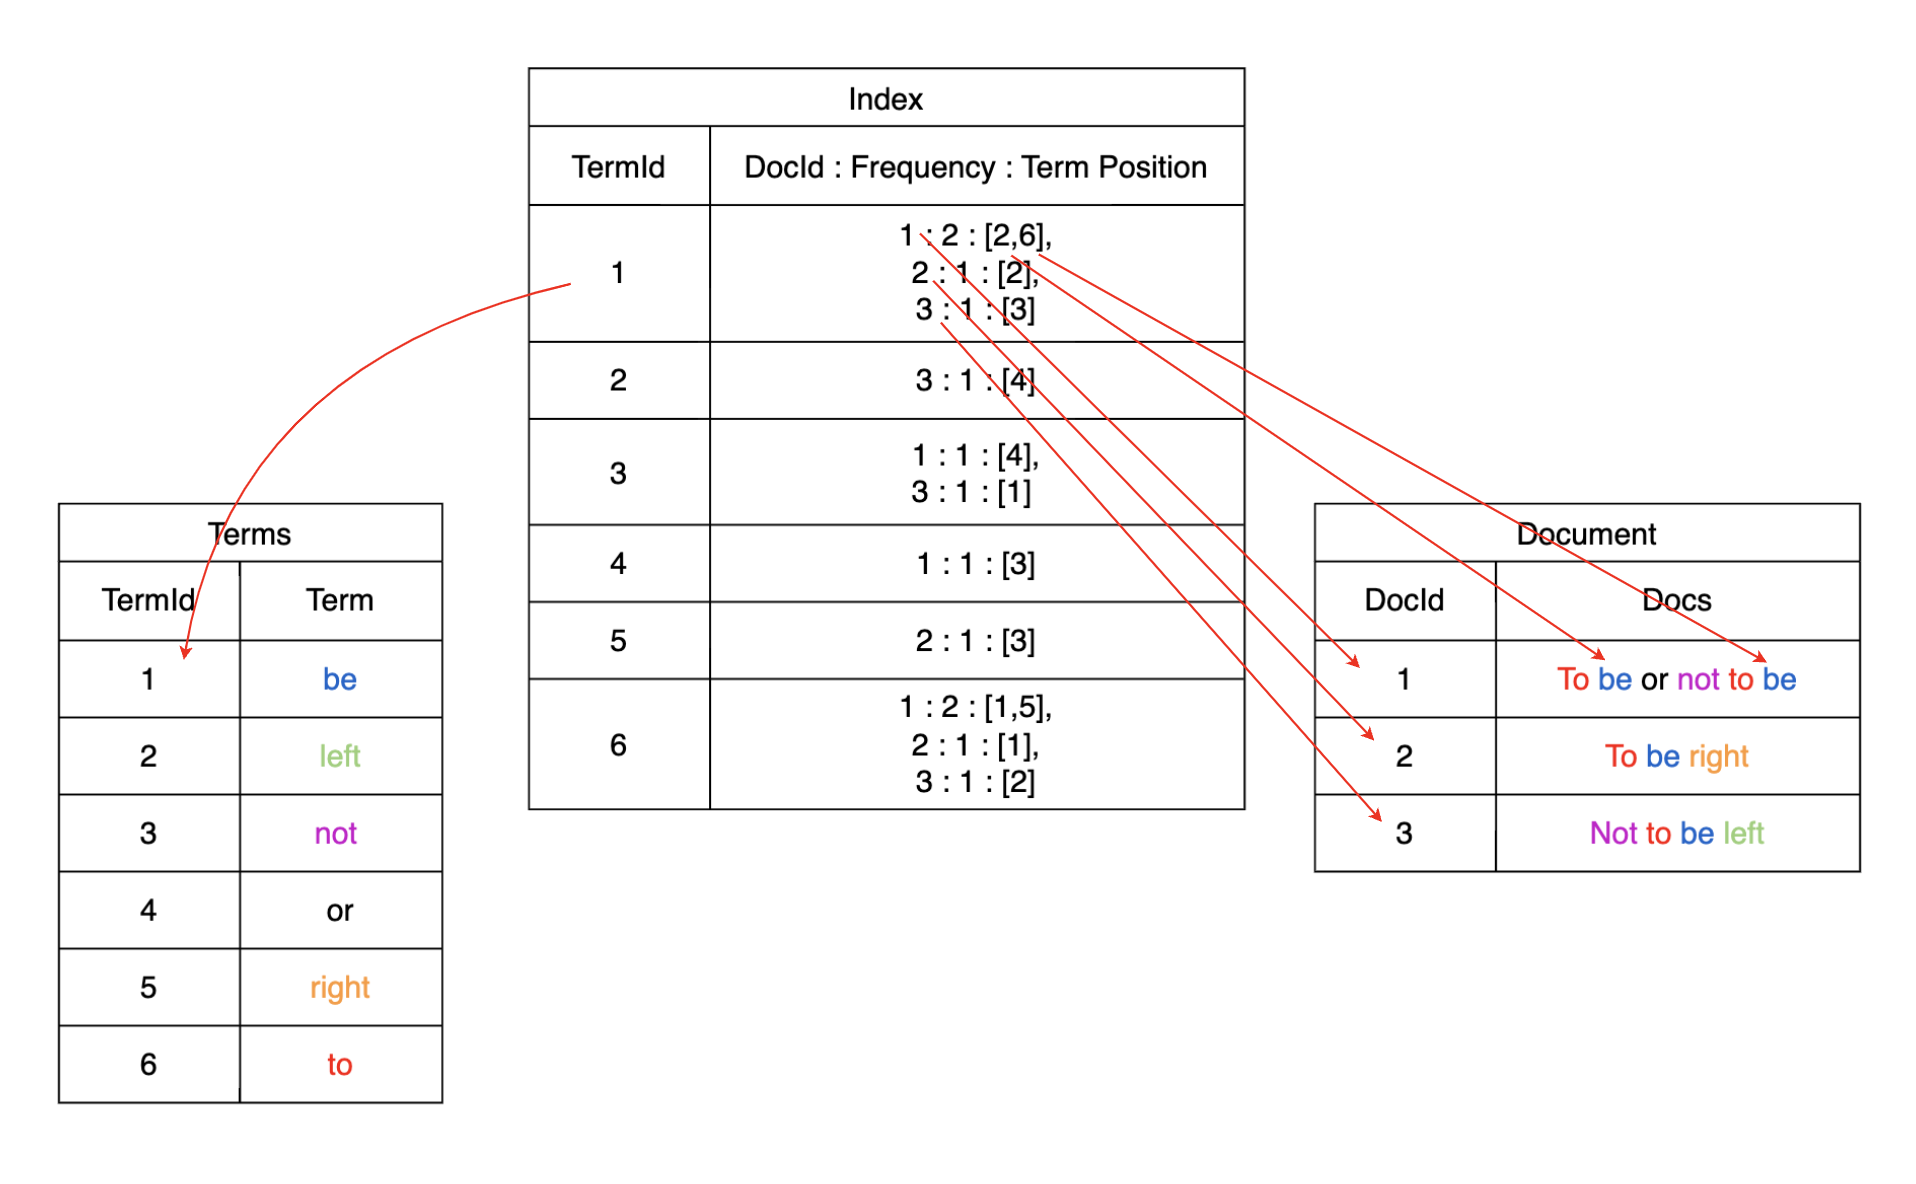 Index
TermId DocId : Frequency : Term Position
1
1 : 2 : [2,6],
2 : 1 : [2],
3 : 1 : [3]
2 3 : 1 : [4]
3
1 : 1 : [4],
3 : 1 : [1]
4 1 : 1 : [3]
5 2 : 1 : [3]
6
1 : 2 : [1,5],
2 : 1 : [1],
3 : 1 : [2]
Terms
TermId Term
1 be
2 left
3 not
4 or
5 right
6 to
Document
DocId Docs
1 To be or not to be
2 To be right
3 Not to be left